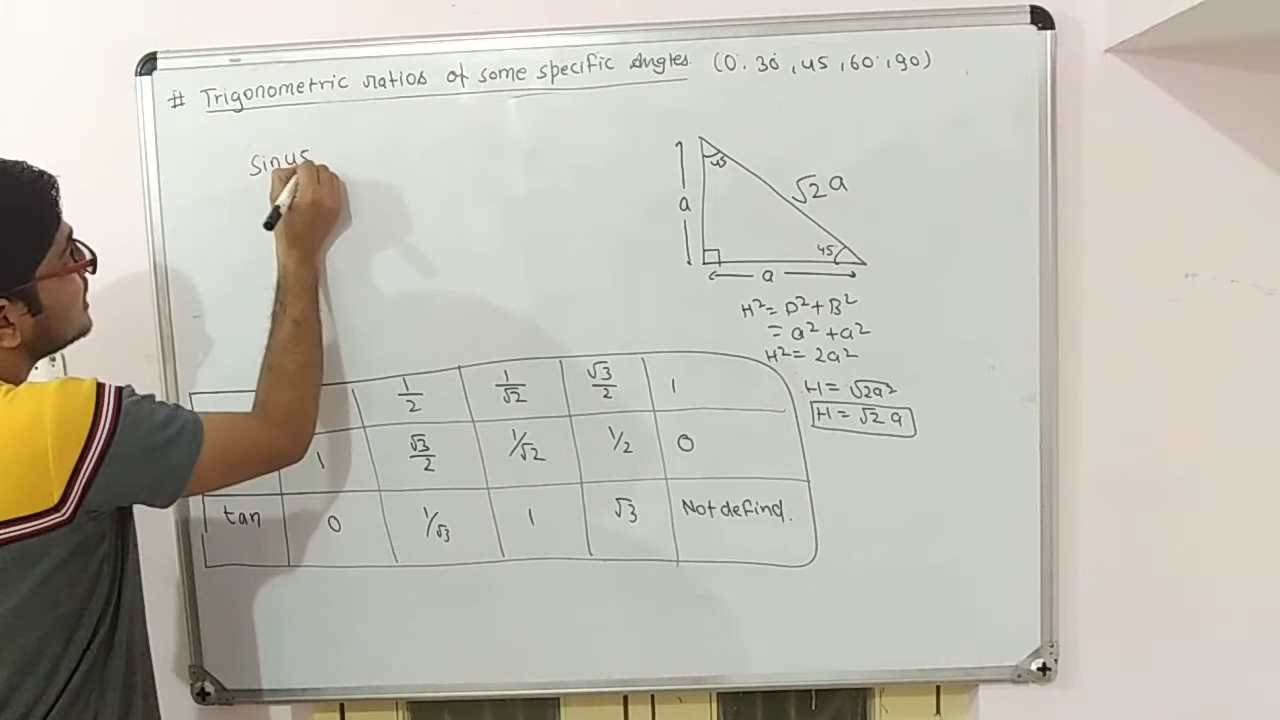 # Trigonometric ratios of some specific Angles (0°. 30°, 45, 60°, 90)
Sin45
45
a
√2 a
45
a
H² = P² + B²
= a² + a²
H² = 2a²
H = √2a²
H = √2 a
1/2 1/√2 √3/2 1
1 √3/2 1/√2 1/2 0
tan 0 1/√3 1 √3 Not defind.